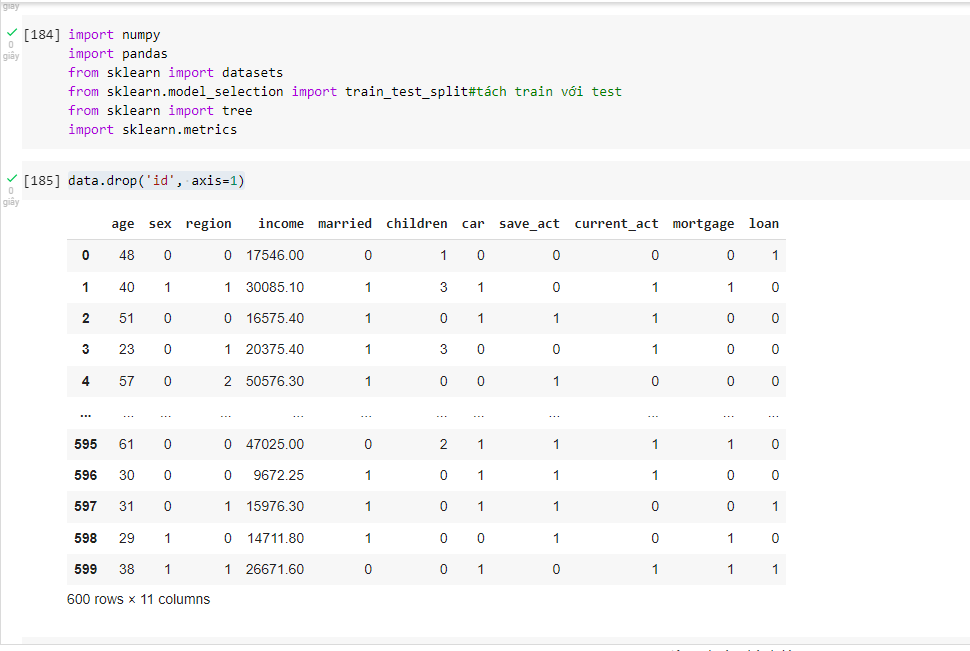 giây
[184] import numpy
0 import pandas
giây from sklearn import datasets
from sklearn.model_selection import train_test_split#tách train với test
from sklearn import tree
import sklearn.metrics
[185] data.drop('id', axis=1)
0
giây
age sex region income married children car save_act current_act mortgage loan
0 48 0 0 17546.00 0 1 0 0 0 0 1
1 40 1 1 30085.10 1 3 1 0 1 1 0
2 51 0 0 16575.40 1 0 1 1 1 0 0
3 23 0 1 20375.40 1 3 0 0 1 0 0
4 57 0 2 50576.30 1 0 0 1 0 0 0
... ... ... ... ... ... ... ... ... ... ... ...
595 61 0 0 47025.00 0 2 1 1 1 1 0
596 30 0 0 9672.25 1 0 1 1 1 0 0
597 31 0 1 15976.30 1 0 1 1 0 0 1
598 29 1 0 14711.80 1 0 0 1 0 1 0
599 38 1 1 26671.60 0 0 1 0 1 1 1
600 rows × 11 columns